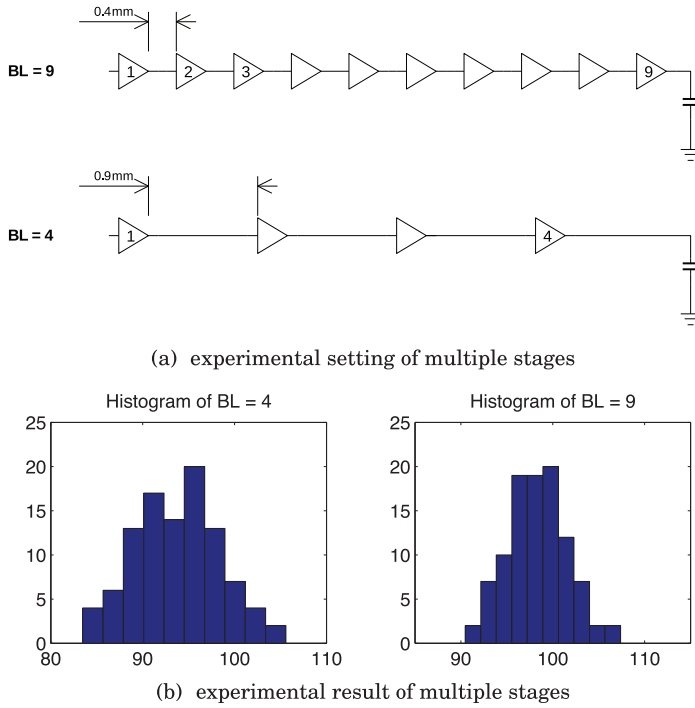 0.4mm
BL = 9
1 2 3 9
0.9mm
BL = 4
1 4
(a) experimental setting of multiple stages
Histogram of BL = 4
25
20
15
10
5
0
80 90 100 110
Histogram of BL = 9
25
20
15
10
5
0
90 100 110
(b) experimental result of multiple stages